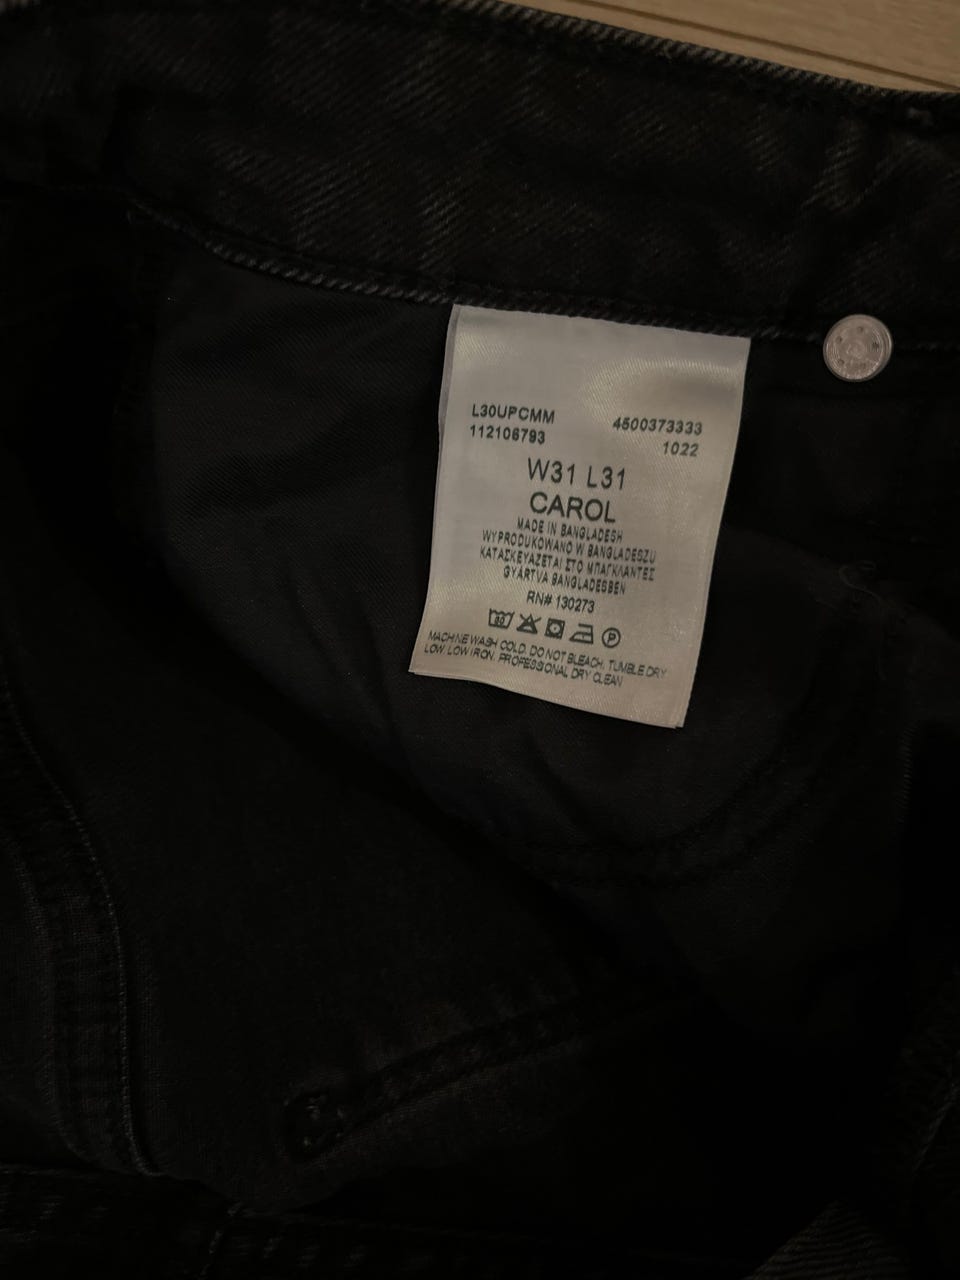 L30UPCMM
112106793
4500373333
1022
W31 L31
CAROL
MADE IN BANGLADESH
WYPRODUKOWANO W BANGLADESZU
ΚΑΤΑΣΚΕΥΑΖΕΤΑΙ ΣΤΟ ΜΠΑΓΚΛΑΝΤΕΣ
GYÁRTVA BANGLADESBEN
RN# 130273
30
P
MACHINE WASH COLD, DO NOT BLEACH, TUMBLE DRY
LOW, LOW IRON, PROFESSIONAL DRY CLEAN